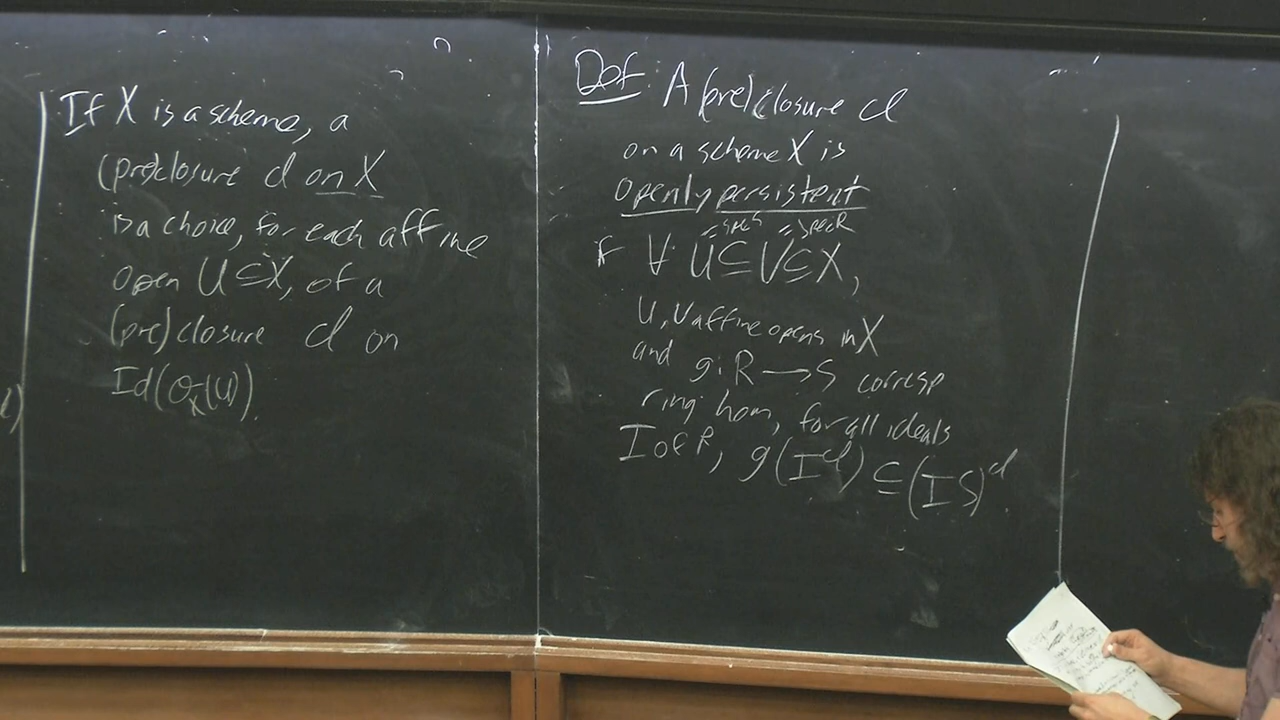 If X is a scheme, a
(pre)closure cl on X
is a choice, for each affine
open U ⊆ X, of a
(pre)closure cl on
Id(O_X(U)).
Def: A (pre)closure cl
on a scheme X is
openly persistent
= Spec S = Spec R
if ∀ U ⊆ V ⊆ X,
U, V affine opens in X
and g: R → S corresp
ring hom, for all ideals
I of R, g(I^cl) ⊆ (IS)^cl